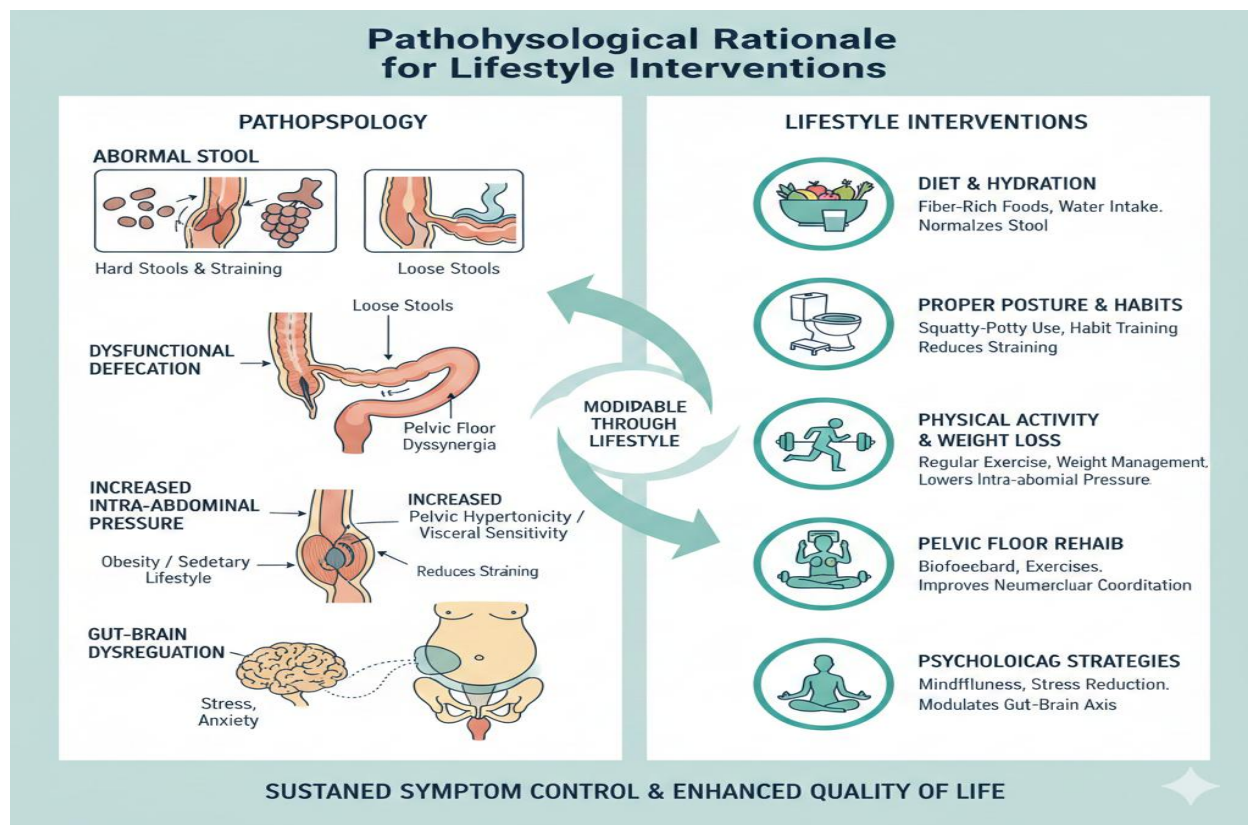 Pathohysological Rationale
for Lifestyle Interventions
PATHOPSPOLOGY
ABORMAL STOOL
Hard Stools & Straining
Loose Stools
Loose Stools
DYSFUNCTIONAL
DEFECATION
Pelvic Floor
Dyssynergia
INCREASED
INTRA-ABDOMINAL
PRESSURE
INCREASED
Pelvic Hypertonicity /
Visceral Sensitivity
Obesity / Sedetary
Lifestyle
Reduces Straining
GUT-BRAIN
DYSREGUATION
Stress,
Anxiety
MODIPABLE
THROUGH
LIFESTYLE
LIFESTYLE INTERVENTIONS
DIET & HYDRATION
Fiber-Rich Foods, Water Intake.
Normalzes Stool
PROPER POSTURE & HABITS
Squatty-Potty Use, Habit Training
Reduces Straining
PHYSICAL ACTIVITY
& WEIGHT LOSS
Regular Exercise, Weight Management,
Lowers Intra-abomial Pressure
PELVIC FLOOR REHAIB
Biofoecbard, Exercises.
Improves Neumercluar Corditation
PSYCHOLOICAG STRATEGIES
Mindffluness, Stress Reduction.
Modulates Gut-Brain Axis
SUSTANED SYMPTOM CONTROL & ENHANCED QUALITY OF LIFE